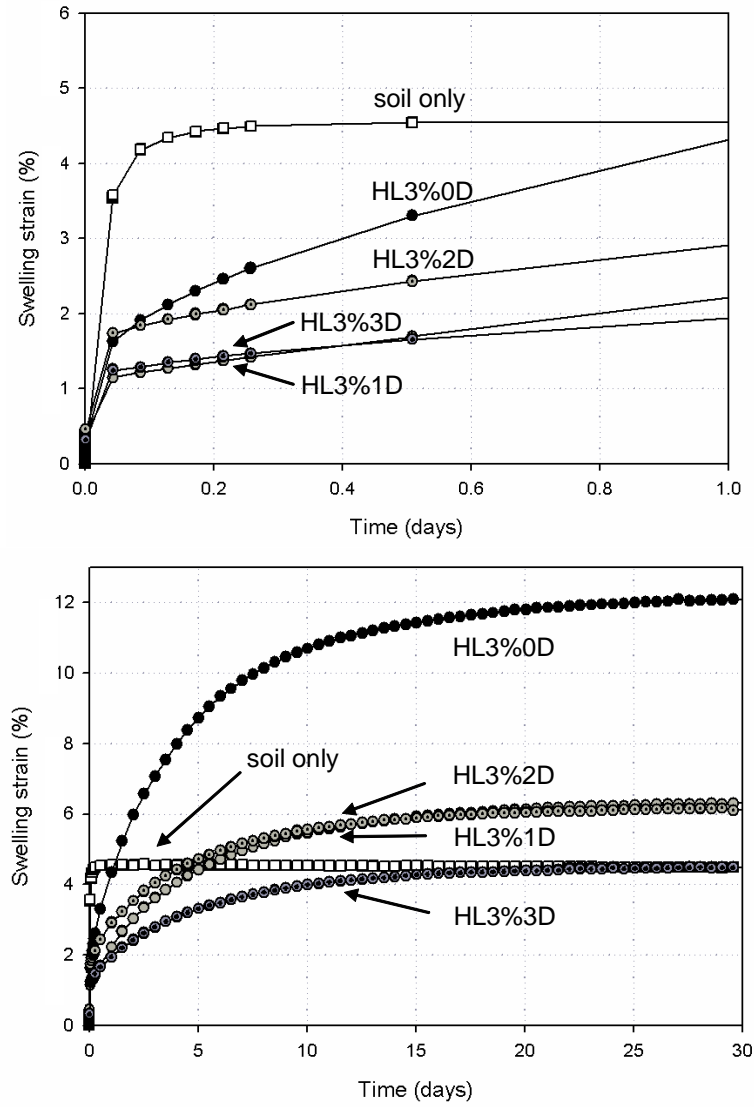 6
5
4
3
2
1
0
Swelling strain (%)
soil only
HL3%0D
HL3%2D
HL3%3D
HL3%1D
0.0 0.2 0.4 0.6 0.8 1.0
Time (days)
12
10
8
6
4
2
0
Swelling strain (%)
HL3%0D
soil only
HL3%2D
HL3%1D
HL3%3D
0 5 10 15 20 25 30
Time (days)